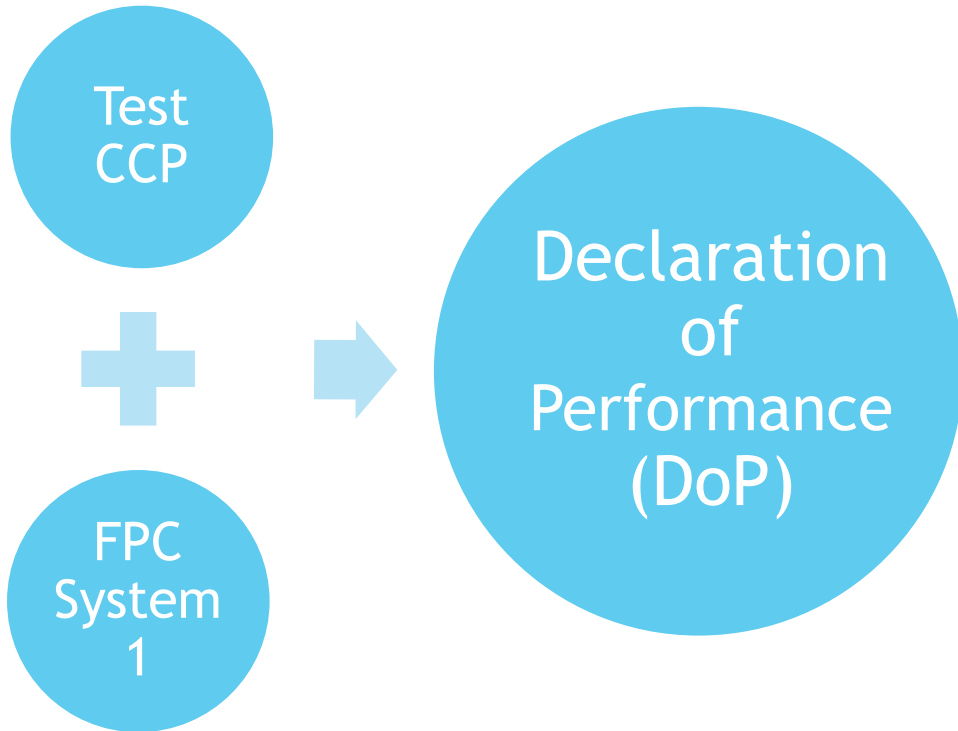 Test
CCP
FPC
System
1
Declaration
of
Performance
(DoP)